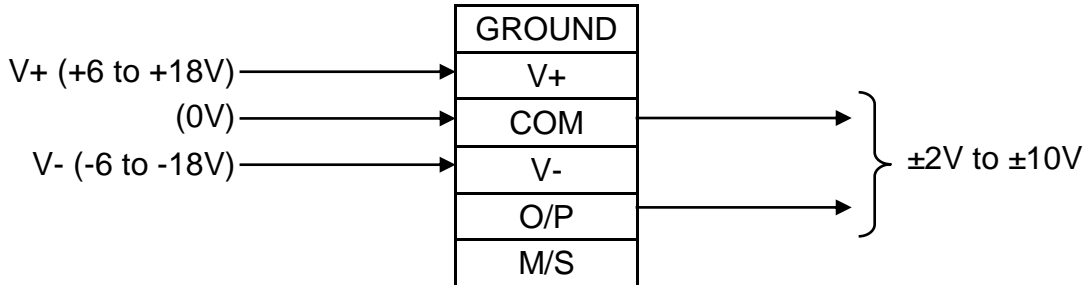 GROUND
V+ (+6 to +18V)
V+
(0V)
COM
V- (-6 to -18V)
V-
±2V to ±10V
O/P
M/S